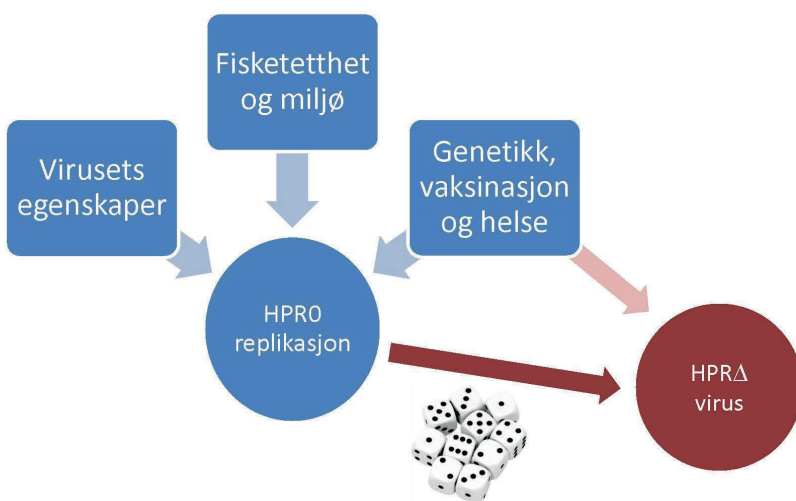 Fisketetthet
og miljø
Virusets
egenskaper
Genetikk,
vaksinasjon
og helse
HPR0
replikasjon
HPRΔ
virus